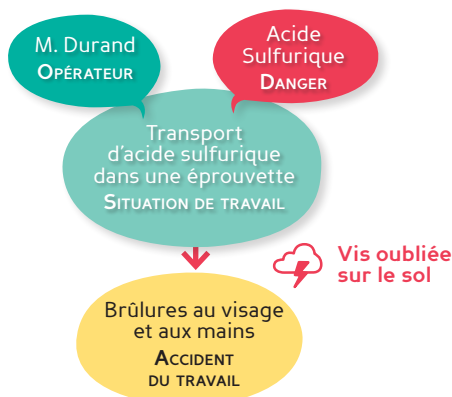 M. Durand
OPÉRATEUR
Acide
Sulfurique
DANGER
Transport
d'acide sulfurique
dans une éprouvette
SITUATION DE TRAVAIL
Vis oubliée
sur le sol
Brûlures au visage
et aux mains
ACCIDENT
DU TRAVAIL